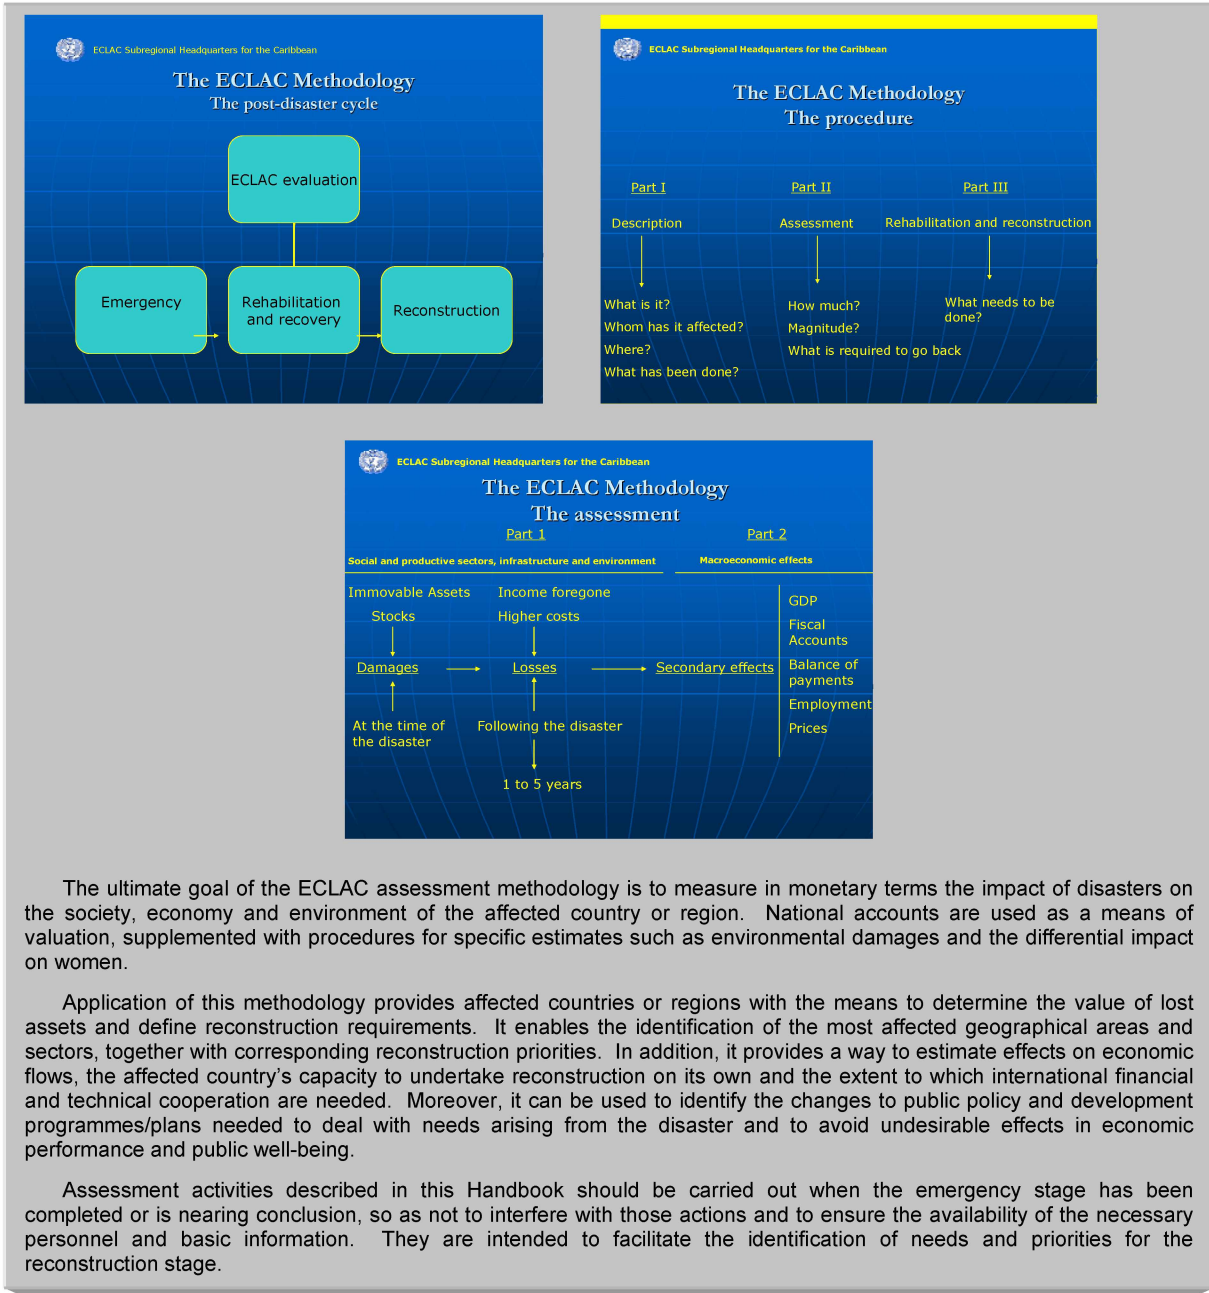 ECLAC Subregional Headquarters for the Caribbean
The ECLAC Methodology
The post-disaster cycle
ECLAC evaluation
Emergency
Rehabilitation
and recovery
Reconstruction
ECLAC Subregional Headquarters for the Caribbean
The ECLAC Methodology
The procedure
Part I
Part II
Part III
Description
Assessment
Rehabilitation and reconstruction
What is it?
Whom has it affected?
Where?
What has been done?
How much?
Magnitude?
What is required to go back
What needs to be
done?
ECLAC Subregional Headquarters for the Caribbean
The ECLAC Methodology
The assessment
Part 1
Part 2
Social and productive sectors, infrastructure and environment
Macroeconomic effects
Immovable Assets
Stocks
Income foregone
Higher costs
Damages
Losses
Secondary effects
At the time of
the disaster
Following the disaster
1 to 5 years
GDP
Fiscal
Accounts
Balance of
payments
Employment
Prices
The ultimate goal of the ECLAC assessment methodology is to measure in monetary terms the impact of disasters on
the society, economy and environment of the affected country or region. National accounts are used as a means of
valuation, supplemented with procedures for specific estimates such as environmental damages and the differential impact
on women.
Application of this methodology provides affected countries or regions with the means to determine the value of lost
assets and define reconstruction requirements. It enables the identification of the most affected geographical areas and
sectors, together with corresponding reconstruction priorities. In addition, it provides a way to estimate effects on economic
flows, the affected country's capacity to undertake reconstruction on its own and the extent to which international financial
and technical cooperation are needed. Moreover, it can be used to identify the changes to public policy and development
programmes/plans needed to deal with needs arising from the disaster and to avoid undesirable effects in economic
performance and public well-being.
Assessment activities described in this Handbook should be carried out when the emergency stage has been
completed or is nearing conclusion, so as not to interfere with those actions and to ensure the availability of the necessary
personnel and basic information. They are intended to facilitate the identification of needs and priorities for the
reconstruction stage.